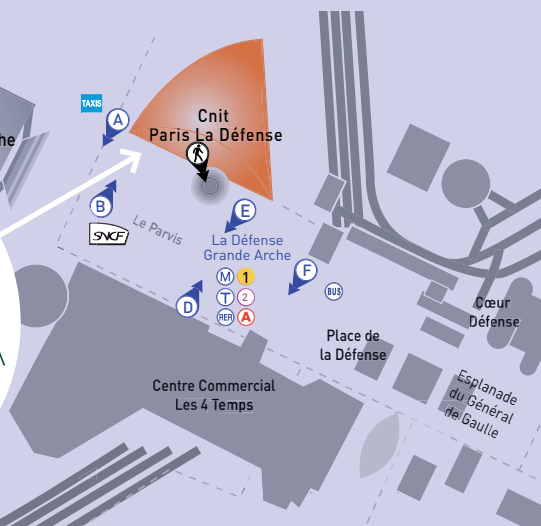 TAXIS
A
Cnit
Paris La Défense
he
B
SNCF
Le Parvis
E
La Défense
Grande Arche
M 1
T 2
RER A
D
F
BUS
Cœur
Défense
Place de
la Défense
Esplanade
du Général
de Gaulle
Centre Commercial
Les 4 Temps